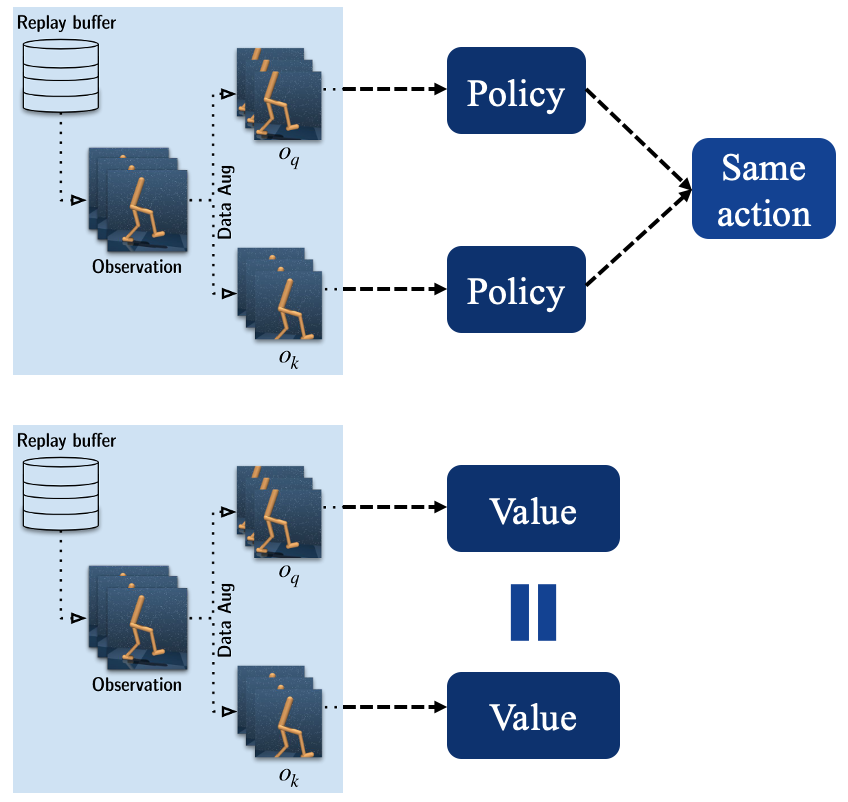 Replay buffer
Observation
Data Aug
o_q
o_k
Policy
Policy
Same
action
Replay buffer
Observation
Data Aug
o_q
o_k
Value
Value